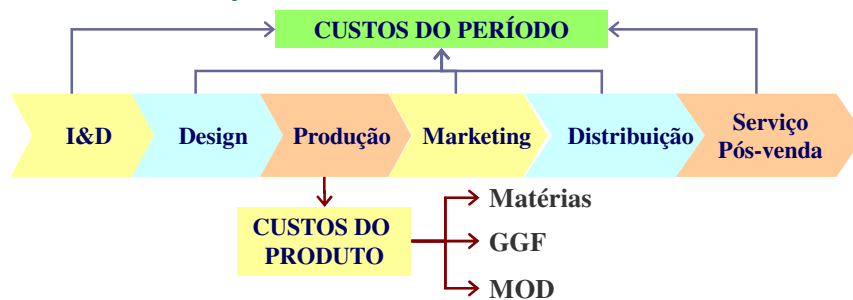 CUSTOS DO PERÍODO
I&D
Design
Produção
Marketing
Distribuição
Serviço
Pós-venda
CUSTOS DO
PRODUTO
Matérias
GGF
MOD